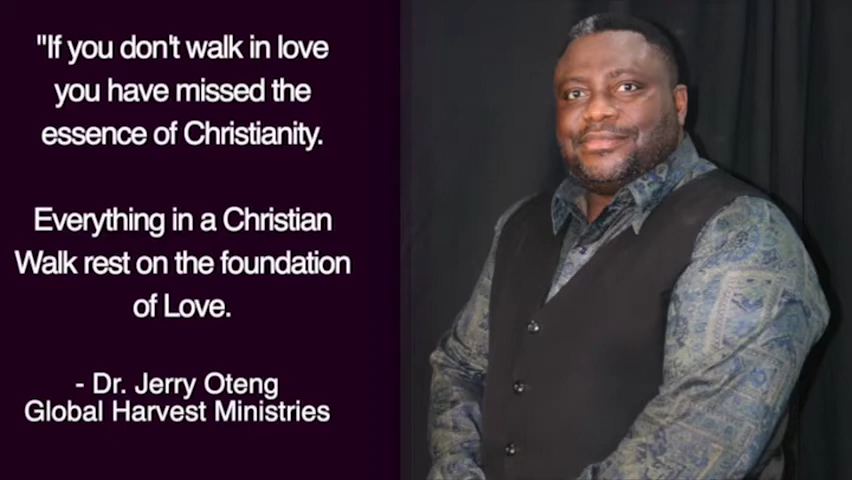 "If you don't walk in love
you have missed the
essence of Christianity.
Everything in a Christian
Walk rest on the foundation
of Love.
- Dr. Jerry Oteng
Global Harvest Ministries